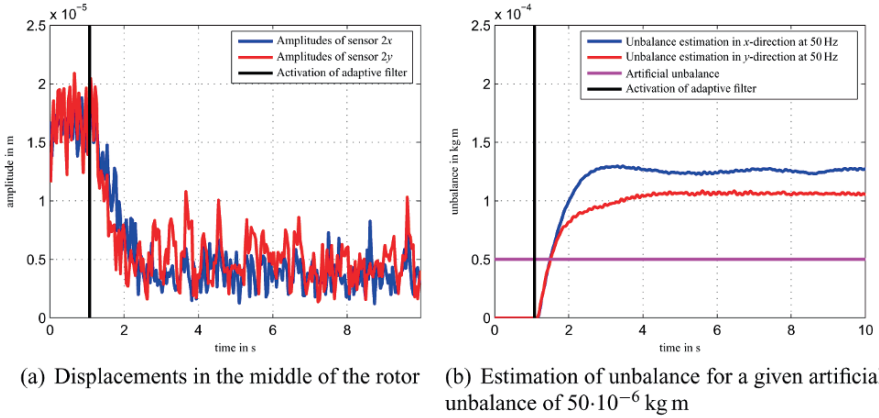 2.5 x 10⁻⁵
Amplitudes of sensor 2x
Amplitudes of sensor 2y
Activation of adaptive filter
2
1.5
1
0.5
0
amplitude in m
0 2 4 6 8
time in s
(a) Displacements in the middle of the rotor
2.5 x 10⁻⁴
Unbalance estimation in x-direction at 50 Hz
Unbalance estimation in y-direction at 50 Hz
Artificial unbalance
Activation of adaptive filter
2
1.5
1
0.5
0
unbalance in kg m
0 2 4 6 8 10
time in s
(b) Estimation of unbalance for a given artificial
unbalance of 50·10⁻⁶ kg m